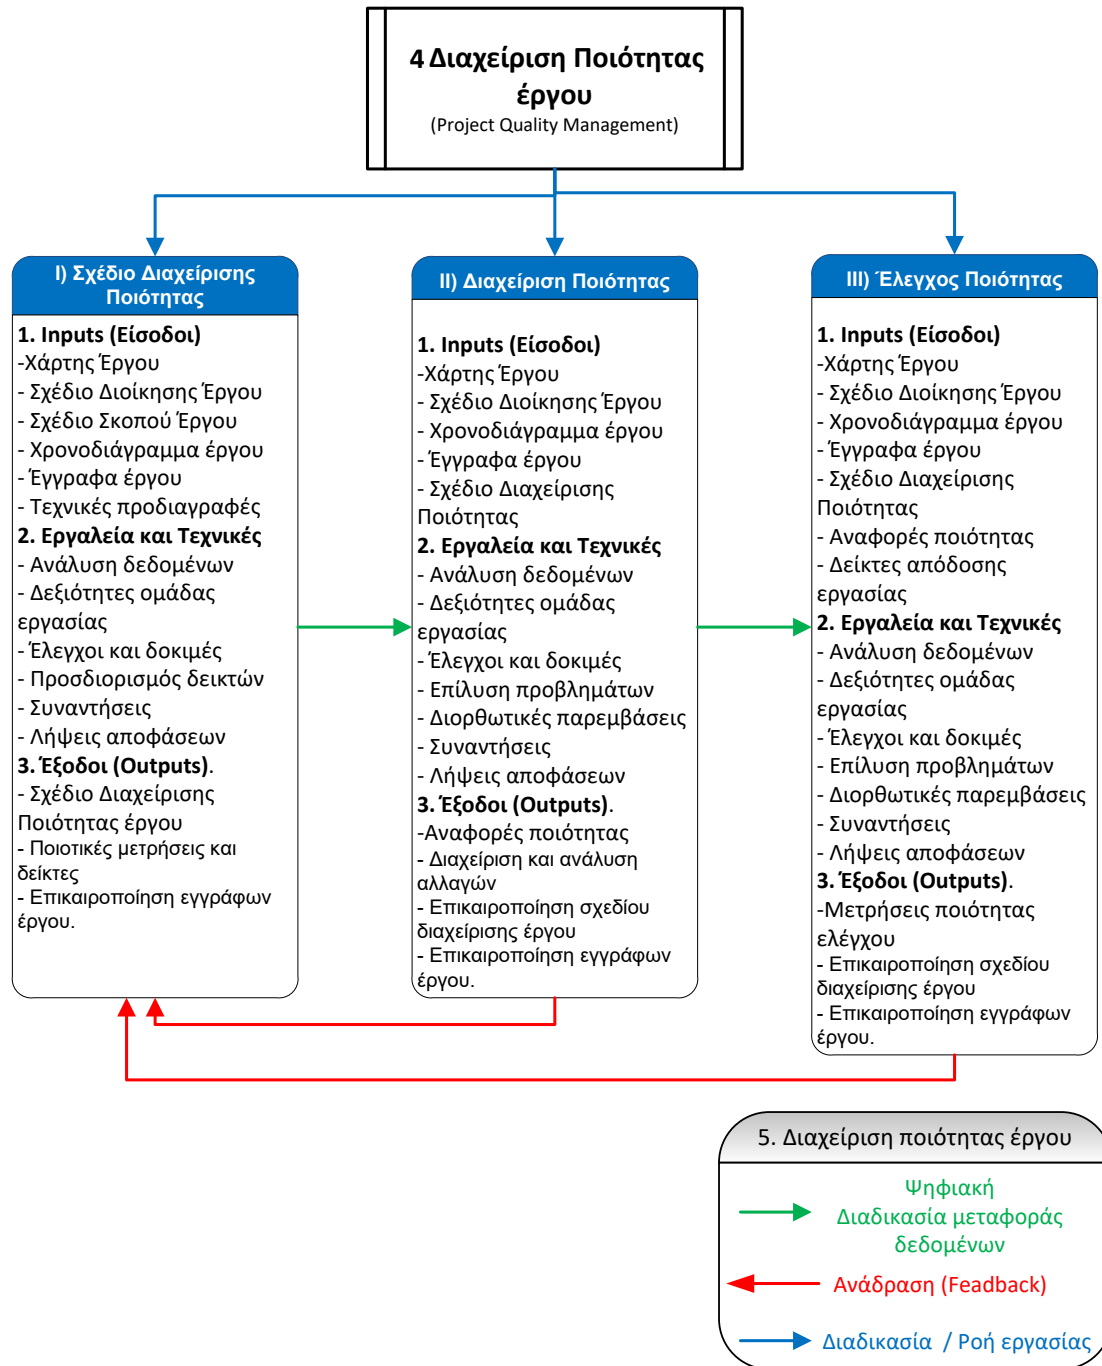 4 Διαχείριση Ποιότητας
έργου
(Project Quality Management)
I) Σχέδιο Διαχείρισης
Ποιότητας
1. Inputs (Είσοδοι)
-Χάρτης Έργου
- Σχέδιο Διοίκησης Έργου
- Σχέδιο Σκοπού Έργου
- Χρονοδιάγραμμα έργου
- Έγγραφα έργου
- Τεχνικές προδιαγραφές
2. Εργαλεία και Τεχνικές
- Ανάλυση δεδομένων
- Δεξιότητες ομάδας
εργασίας
- Έλεγχοι και δοκιμές
- Προσδιορισμός δεικτών
- Συναντήσεις
- Λήψεις αποφάσεων
3. Έξοδοι (Outputs).
- Σχέδιο Διαχείρισης
Ποιότητας έργου
- Ποιοτικές μετρήσεις και
δείκτες
- Επικαιροποίηση εγγράφων
έργου.
II) Διαχείριση Ποιότητας
1. Inputs (Είσοδοι)
-Χάρτης Έργου
- Σχέδιο Διοίκησης Έργου
- Χρονοδιάγραμμα έργου
- Έγγραφα έργου
- Σχέδιο Διαχείρισης
Ποιότητας
2. Εργαλεία και Τεχνικές
- Ανάλυση δεδομένων
- Δεξιότητες ομάδας
εργασίας
- Έλεγχοι και δοκιμές
- Επίλυση προβλημάτων
- Διορθωτικές παρεμβάσεις
- Συναντήσεις
- Λήψεις αποφάσεων
3. Έξοδοι (Outputs).
-Αναφορές ποιότητας
- Διαχείριση και ανάλυση
αλλαγών
- Επικαιροποίηση σχεδίου
διαχείρισης έργου
- Επικαιροποίηση εγγράφων
έργου.
III) Έλεγχος Ποιότητας
1. Inputs (Είσοδοι)
-Χάρτης Έργου
- Σχέδιο Διοίκησης Έργου
- Χρονοδιάγραμμα έργου
- Έγγραφα έργου
- Σχέδιο Διαχείρισης
Ποιότητας
- Αναφορές ποιότητας
- Δείκτες απόδοσης
εργασίας
2. Εργαλεία και Τεχνικές
- Ανάλυση δεδομένων
- Δεξιότητες ομάδας
εργασίας
- Έλεγχοι και δοκιμές
- Επίλυση προβλημάτων
- Διορθωτικές παρεμβάσεις
- Συναντήσεις
- Λήψεις αποφάσεων
3. Έξοδοι (Outputs).
-Μετρήσεις ποιότητας
ελέγχου
- Επικαιροποίηση σχεδίου
διαχείρισης έργου
- Επικαιροποίηση εγγράφων
έργου.
5. Διαχείριση ποιότητας έργου
Ψηφιακή
Διαδικασία μεταφοράς
δεδομένων
Ανάδραση (Feadback)
Διαδικασία / Ροή εργασίας